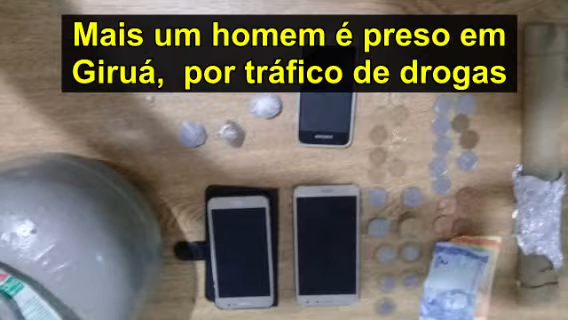 Mais um homem é preso em
Giruá,  por tráfico de drogas